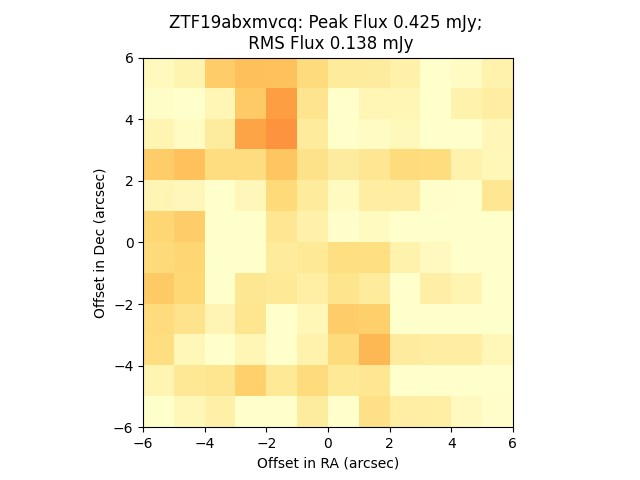 ZTF19abxmvcq: Peak Flux 0.425 mJy;
RMS Flux 0.138 mJy
6
4
2
0
−2
−4
−6
Offset in Dec (arcsec)
−6 −4 −2 0 2 4 6
Offset in RA (arcsec)